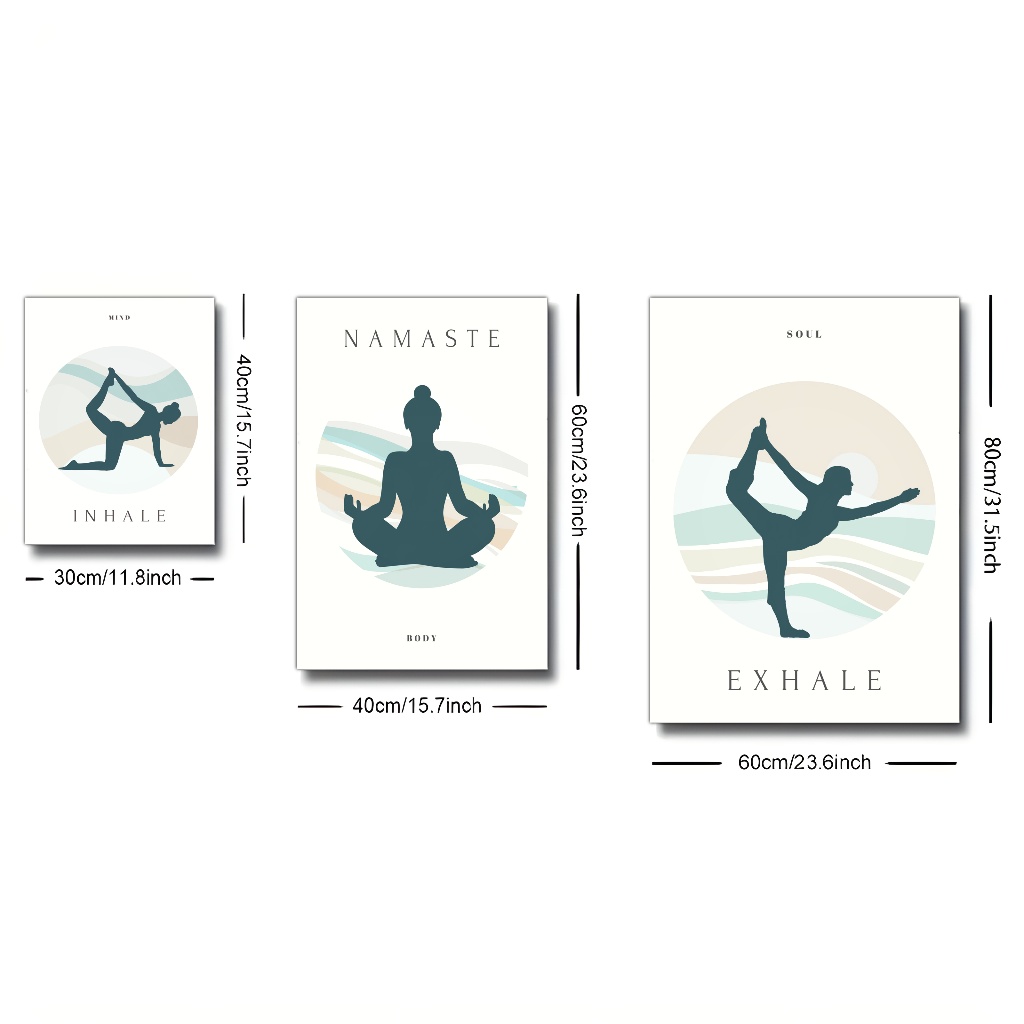 MIND
INHALE
40cm/15.7inch
30cm/11.8inch
NAMASTE
BODY
60cm/23.6inch
40cm/15.7inch
SOUL
EXHALE
80cm/31.5inch
60cm/23.6inch